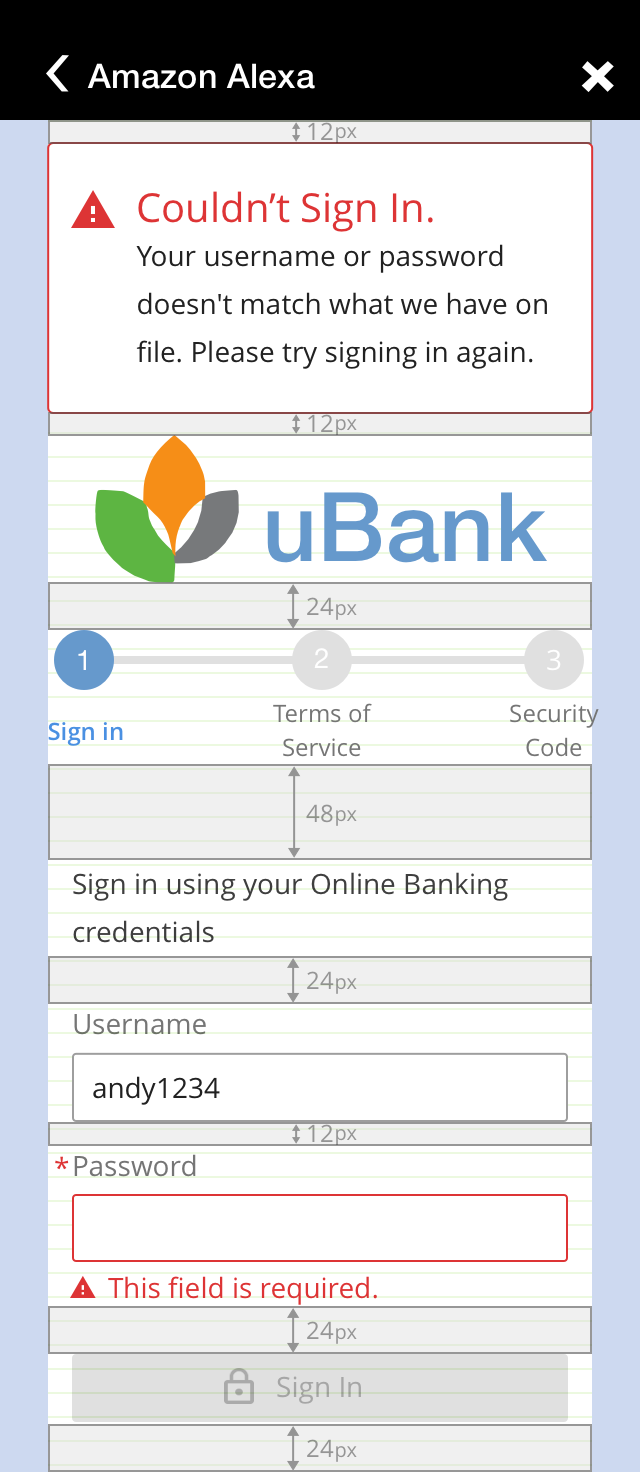 Amazon Alexa
12px
Couldn’t Sign In.
Your username or password
doesn't match what we have on
file. Please try signing in again.
12px
uBank
24px
1 2 3
Sign in
Terms of
Service
Security
Code
48px
Sign in using your Online Banking
credentials
24px
Username
andy1234
12px
*Password
This field is required.
24px
Sign In
24px